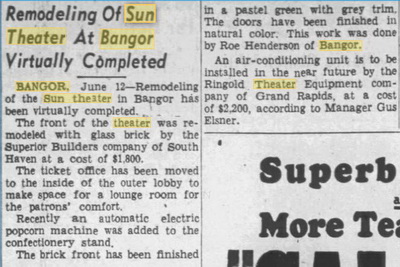 Remodeling Of Sun
Theater At Bangor
Virtually Completed
BANGOR, June 12—Remodeling
of the Sun theater in Bangor has
been virtually completed.
The front of the theater was re-
modeled with glass brick by the
Superior Builders company of South
Haven at a cost of $1,800.
The ticket office has been moved
to the inside of the outer lobby to
make space for a lounge room for
the patrons' comfort.
Recently an automatic electric
popcorn machine was added to the
confectionery stand.
The brick front has been finished
in a pastel green with grey trim.
The doors have been finished in
natural color. This work was done
by Roe Henderson of Bangor.
An air-conditioning unit is to be
installed in the near future by the
Ringold Theater Equipment com-
pany of Grand Rapids, at a cost
of $2,200, according to Manager Gus
Elsner.
Superb
More Tea